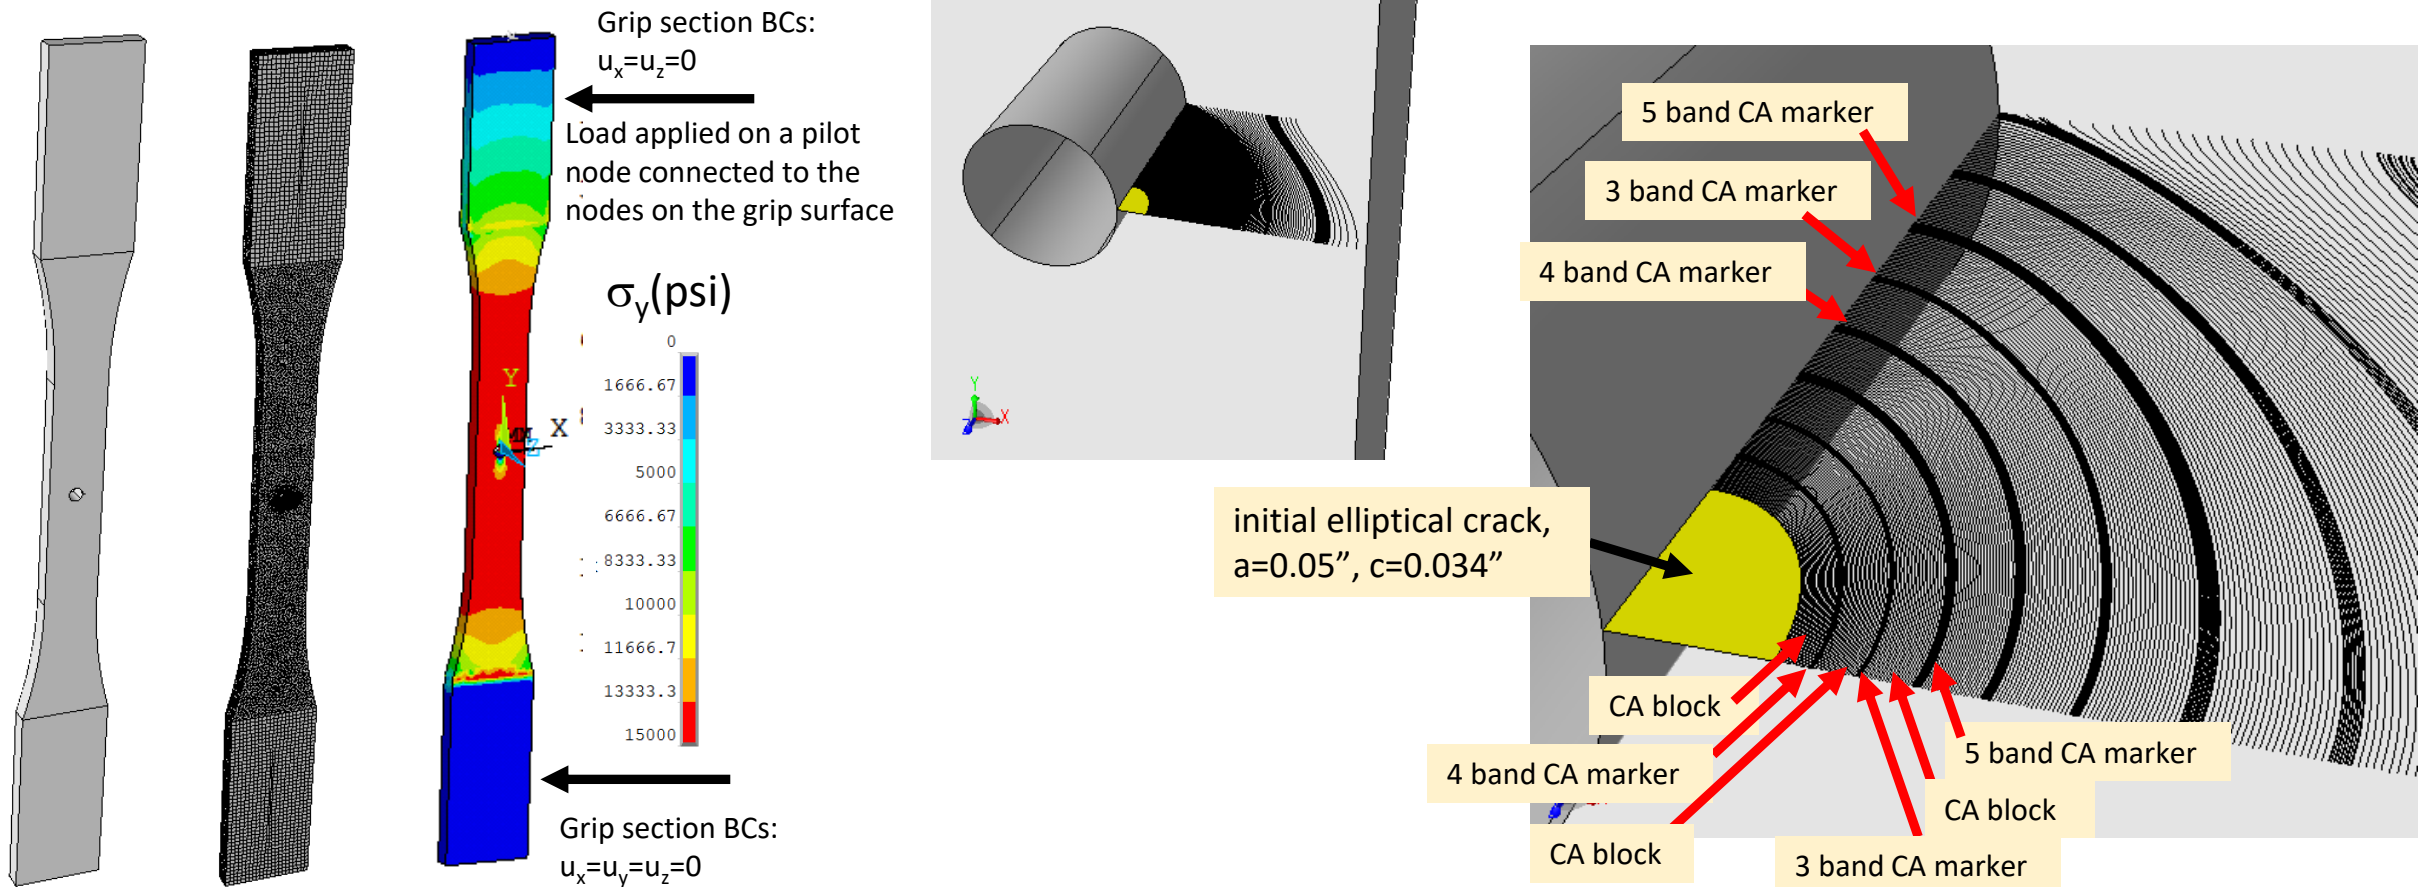 Grip section BCs:
uₓ=u_z=0
Load applied on a pilot
node connected to the
nodes on the grip surface
σ_y(psi)
0
1666.67
3333.33
5000
6666.67
8333.33
10000
11666.7
13333.3
15000
Y
X
Z
Grip section BCs:
uₓ=u_y=u_z=0
Y
X
5 band CA marker
3 band CA marker
4 band CA marker
initial elliptical crack,
a=0.05”, c=0.034”
CA block
4 band CA marker
CA block
3 band CA marker
CA block
5 band CA marker